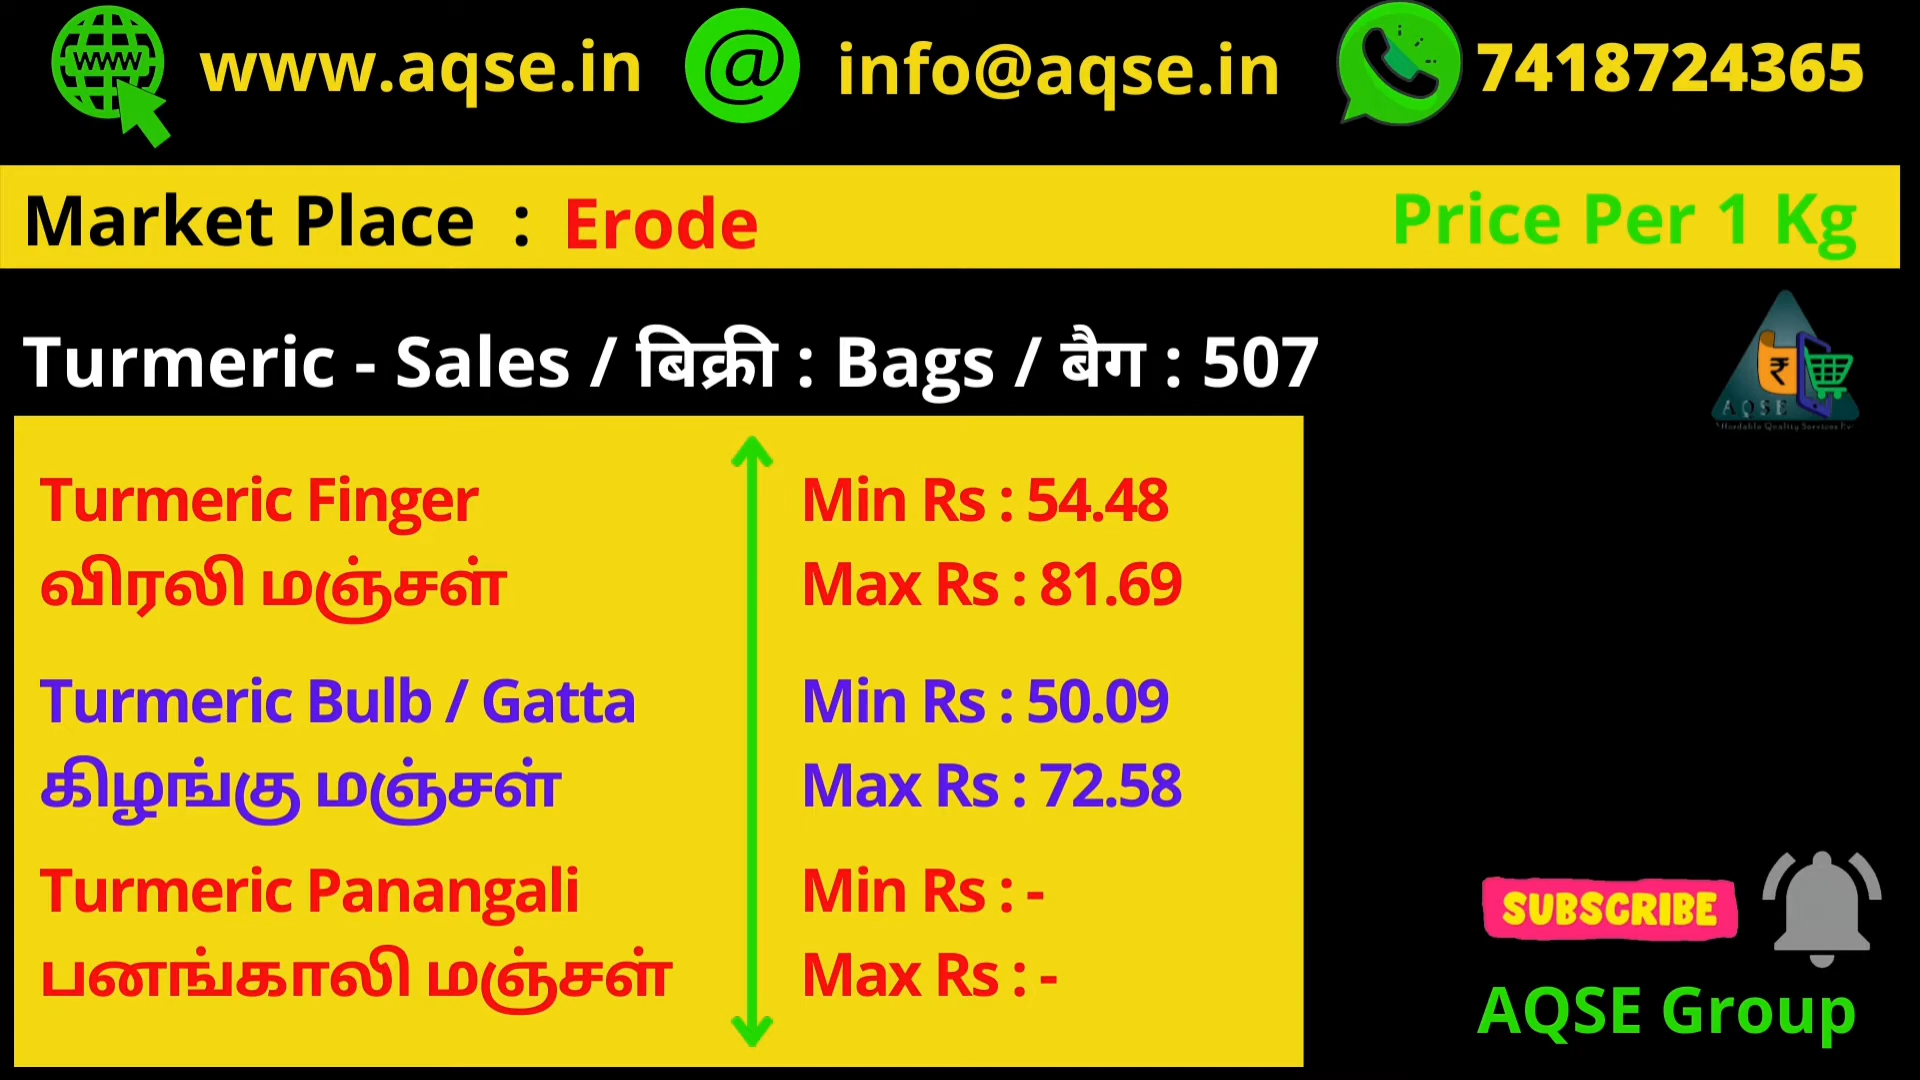 www
www.aqse.in
@
info@aqse.in
7418724365
Market Place : Erode
Price Per 1 Kg
Turmeric - Sales / बिक्री : Bags / बैग : 507
₹
AQSE
Turmeric Finger
Min Rs : 54.48
விரலி மஞ்சள்
Max Rs : 81.69
Turmeric Bulb / Gatta
Min Rs : 50.09
கிழங்கு மஞ்சள்
Max Rs : 72.58
Turmeric Panangali
Min Rs : -
பனங்காலி மஞ்சள்
Max Rs : -
SUBSCRIBE
AQSE Group